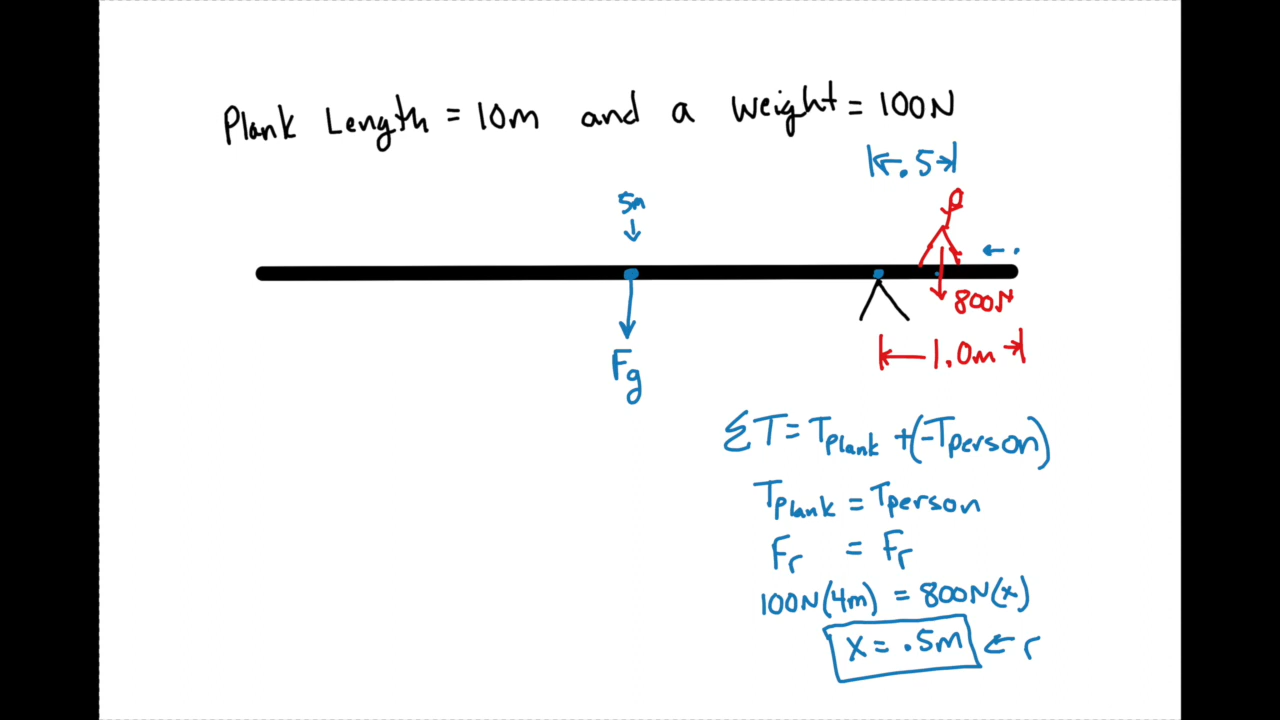 Plank Length = 10m and a weight = 100N
.5
5m
800N
Fg
1.0m
ΣT = Tplank + (-Tperson)
Tplank = Tperson
Fr = Fr
100N(4m) = 800N(x)
x = .5m ← r